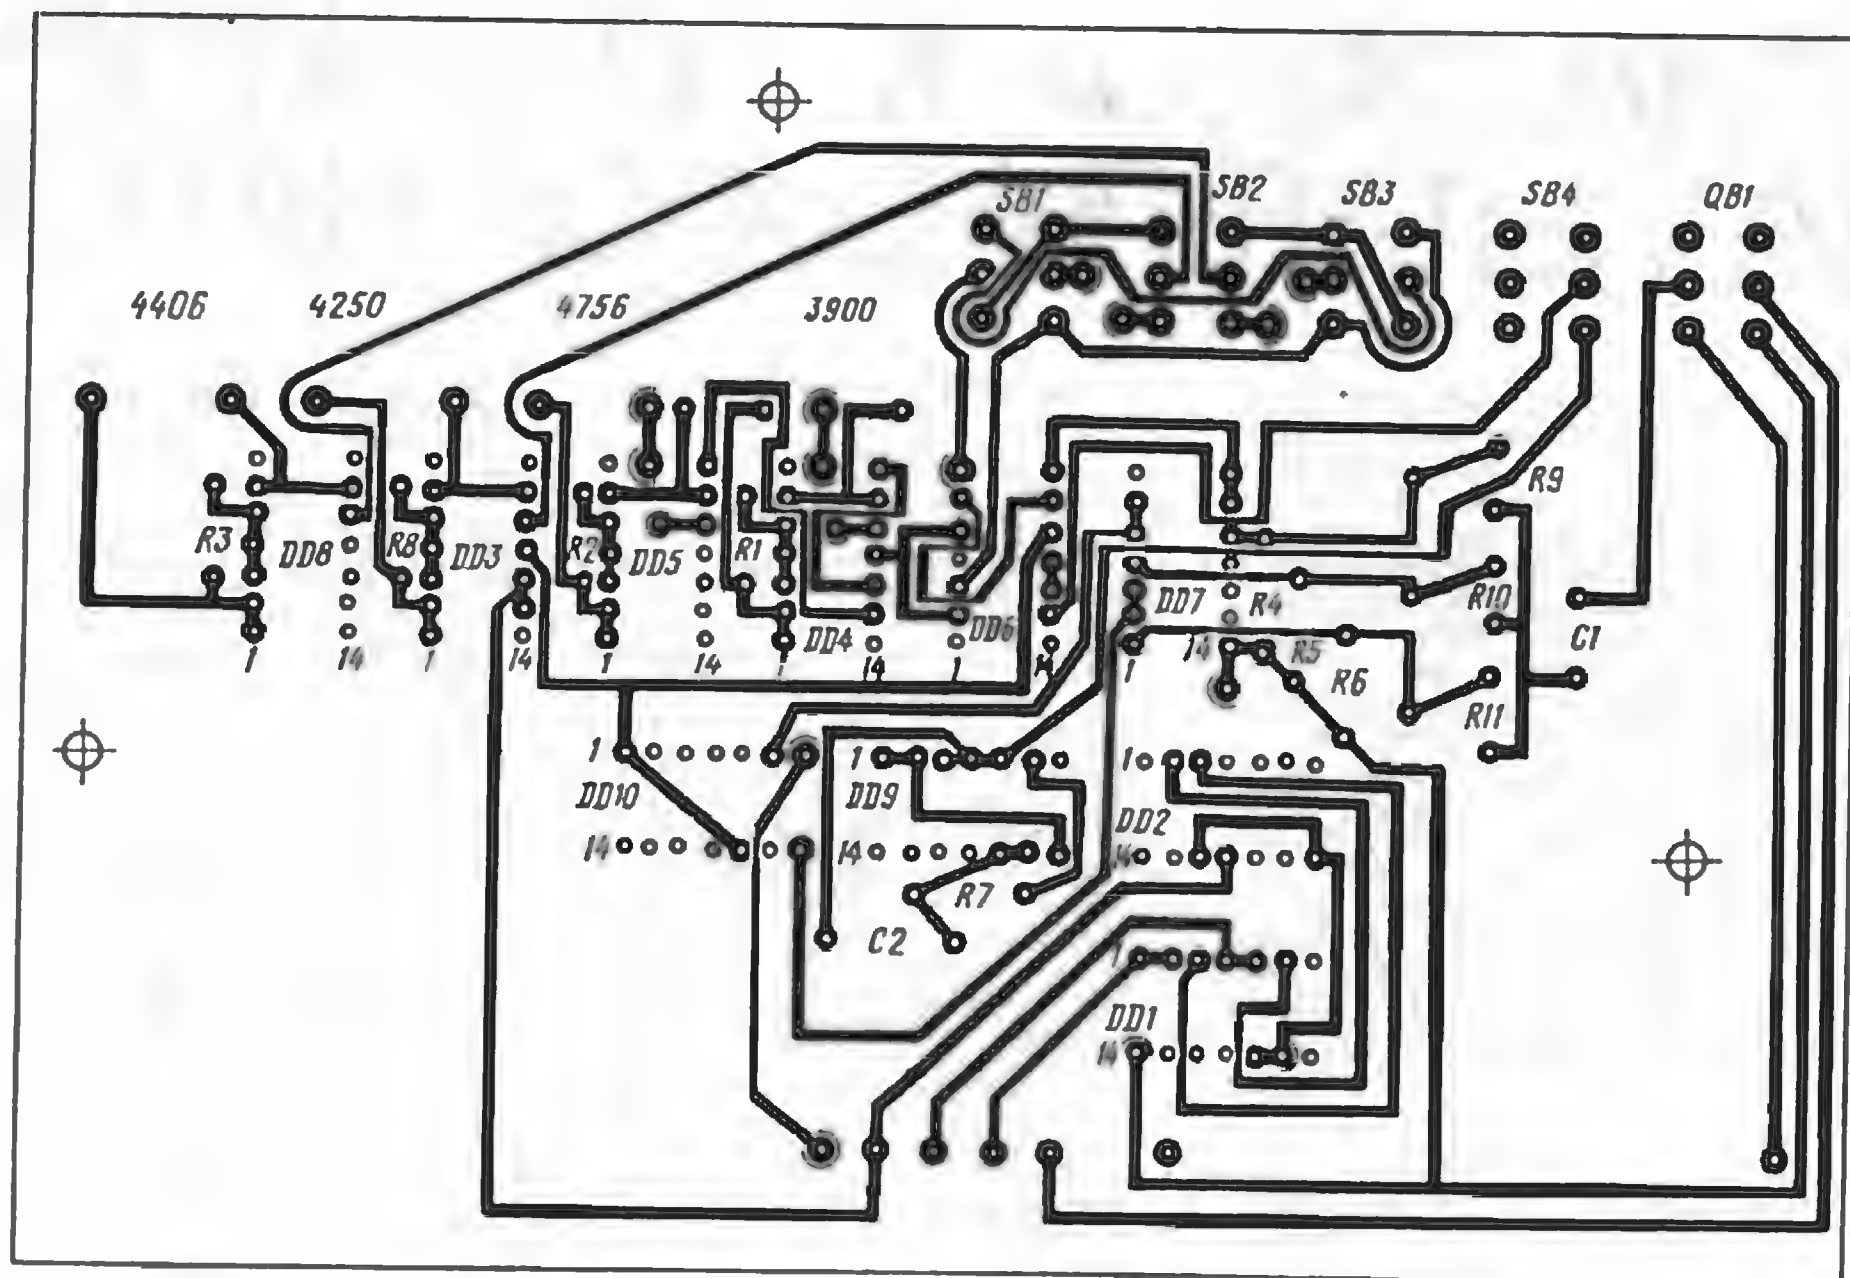 SB1 SB2 SB3 SB4 QB1
4406 4250 4756 3900
R9
R3 DD8 R8 DD3 R2 DD5 R1 DD4 DD6 DD7 R4 R10
C1
1 14 1 14 1 14 1 14 1 14 1 14 R5
R6
R11
1 1 1
DD10 DD9 DD2
14 14 14
R7
C2
1
DD1
14